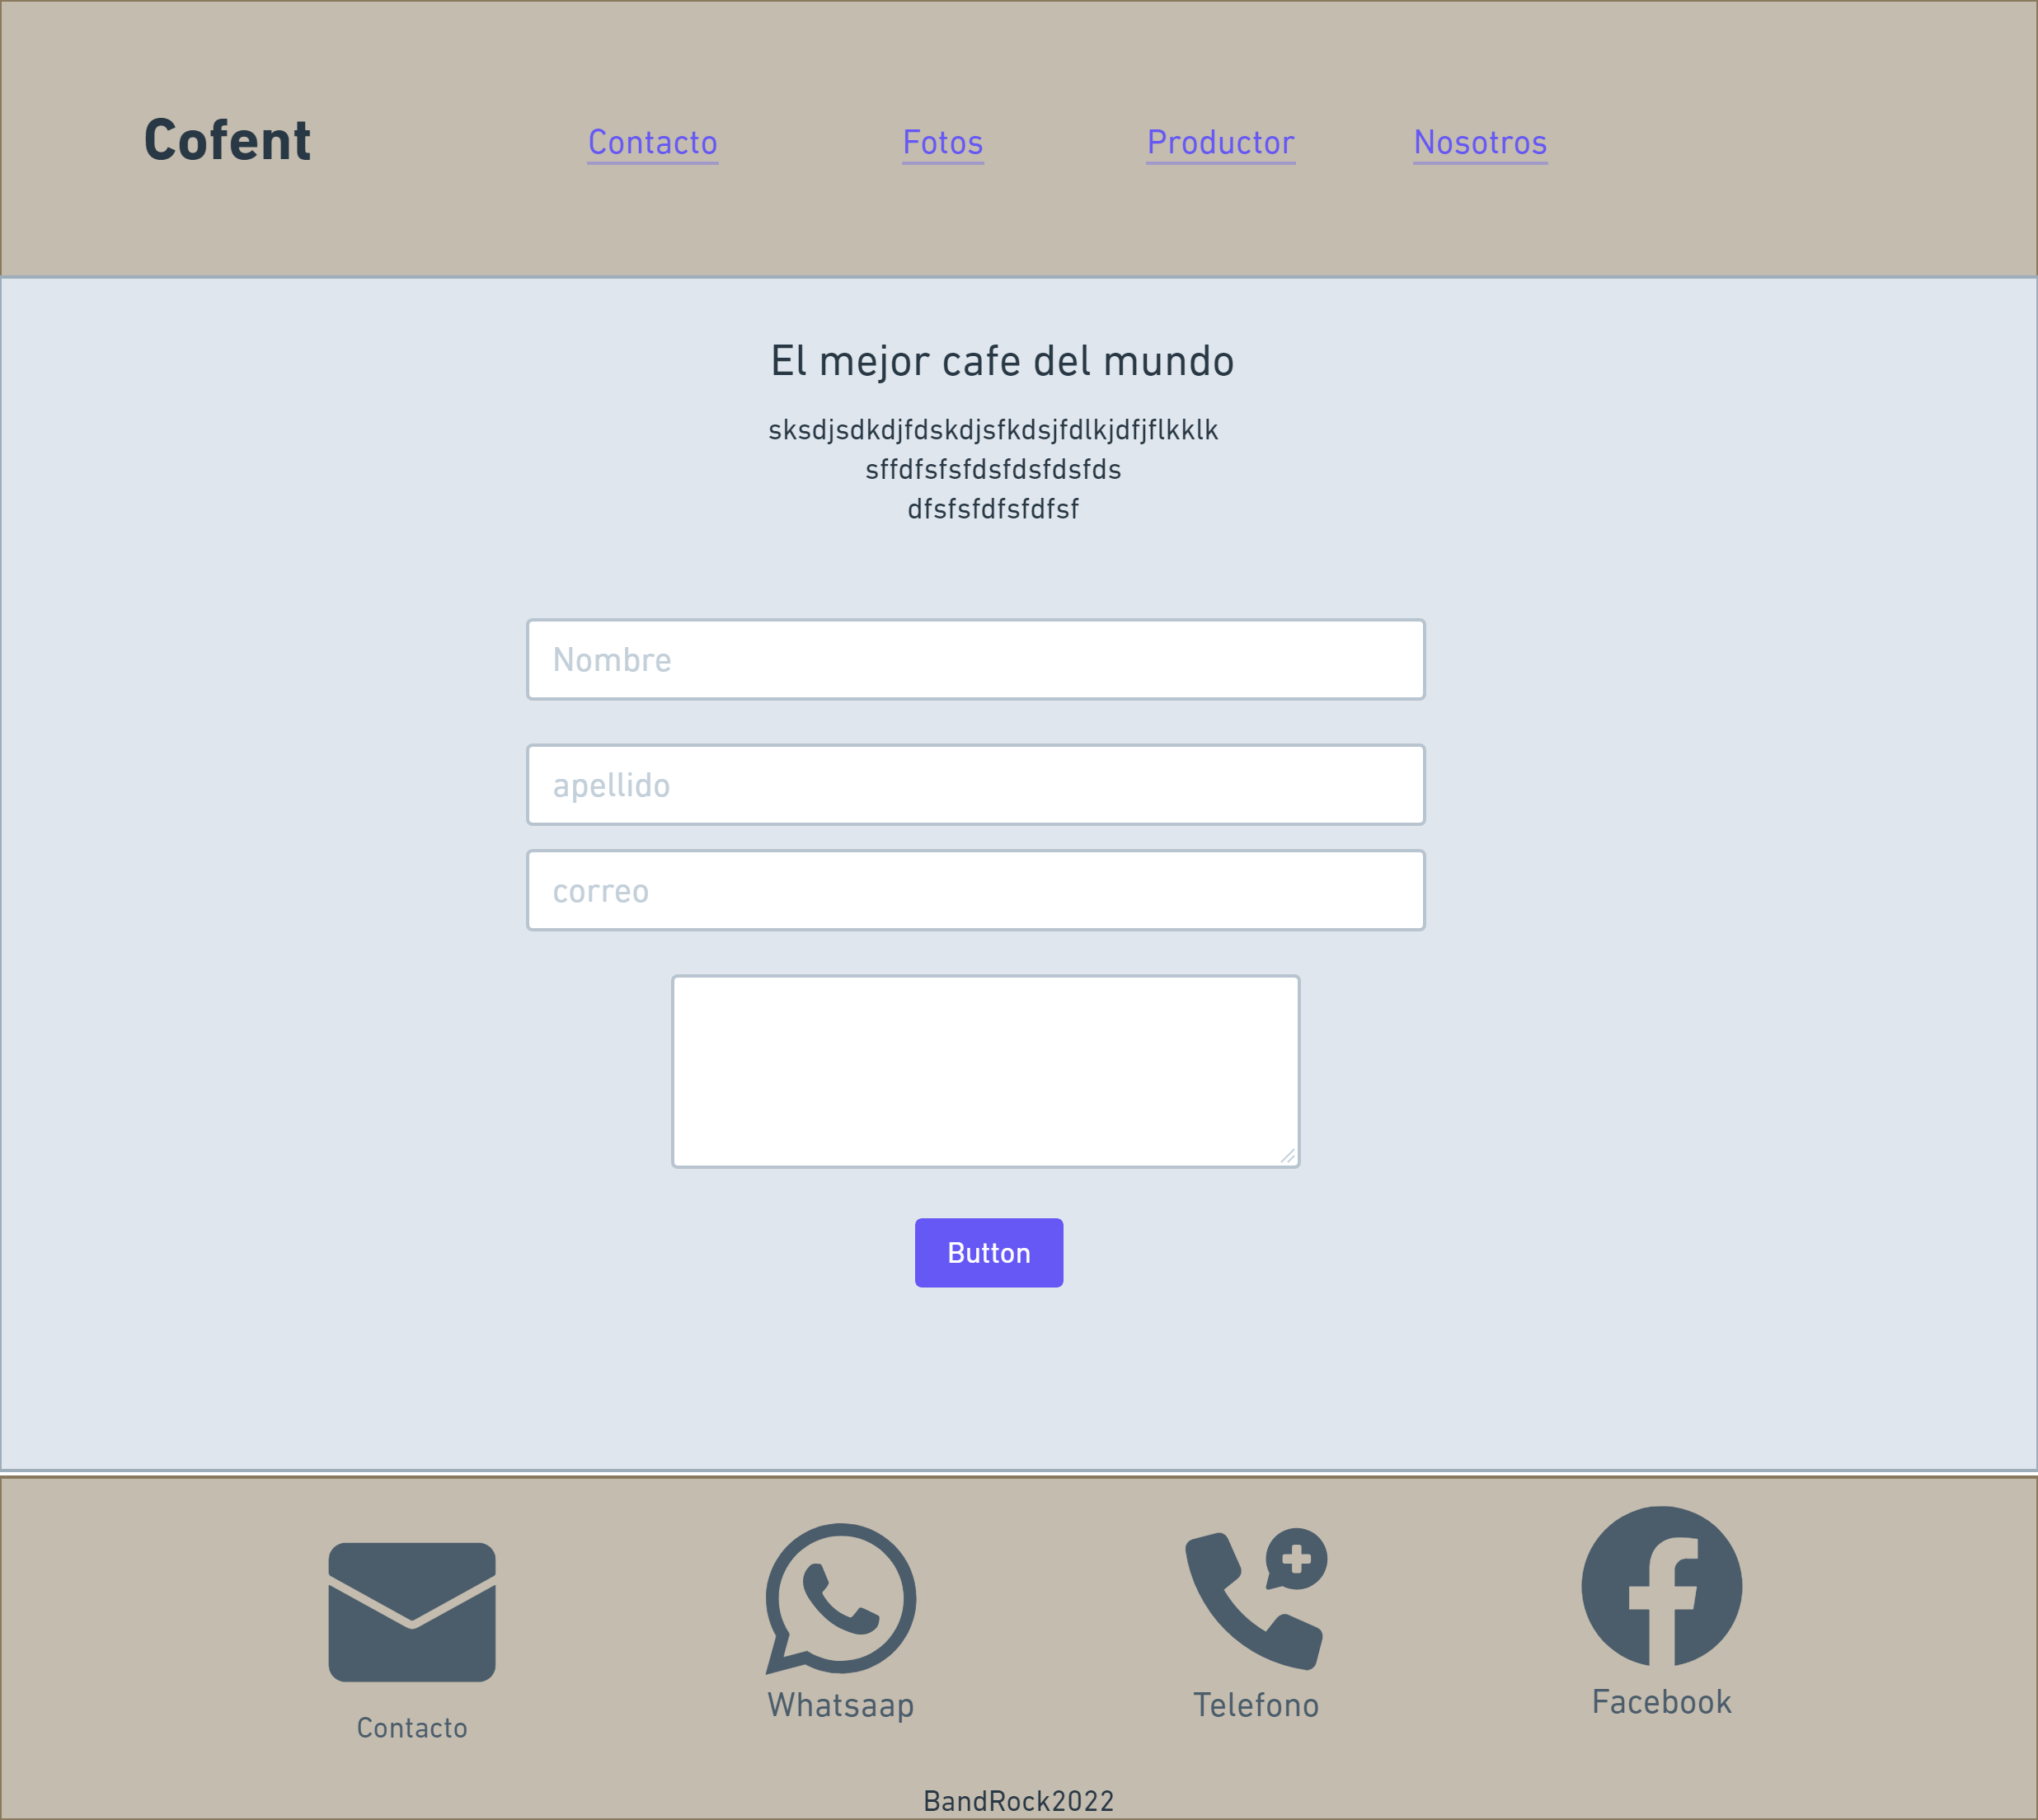 Cofent
Contacto Fotos Productor Nosotros
El mejor cafe del mundo
sksdjsdkdjfdskdjsfkdsjfdlkjdfjflkklk
sffdfsfsfdsfdsfdsfds
dfsfsfdfsfdfsf
Nombre
apellido
correo
Button
Contacto
Whatsaap
Telefono
Facebook
BandRock2022